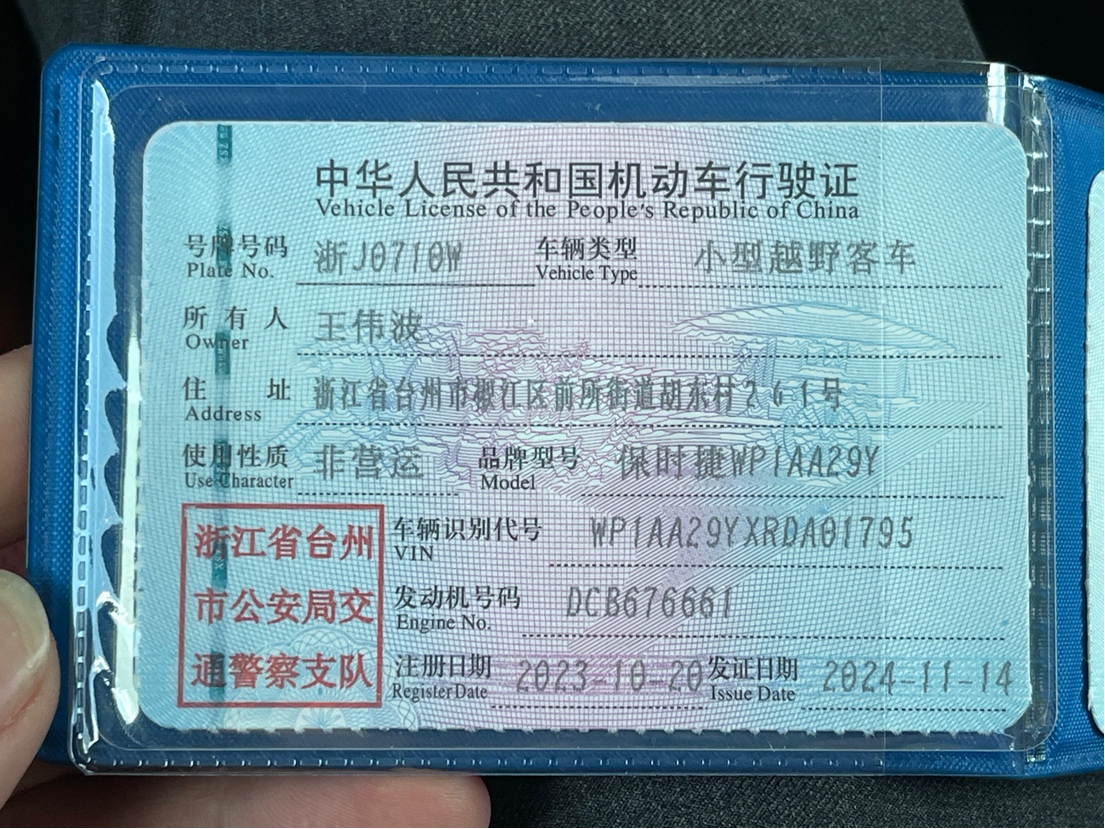 中华人民共和国机动车行驶证
Vehicle License of the People's Republic of China
号牌号码 浙J0710W 车辆类型 小型越野客车
Plate No. Vehicle Type
所有人 王伟波
Owner
住址 浙江省台州市椒江区前所街道胡东村261号
Address
使用性质 非营运 品牌型号 保时捷WP1AA29Y
Use Character Model
浙江省台州
市公安局交
通警察支队
车辆识别代号 WP1AA29YXRDA01795
VIN
发动机号码 DCB676661
Engine No.
注册日期 2023-10-20 发证日期 2024-11-14
Register Date Issue Date